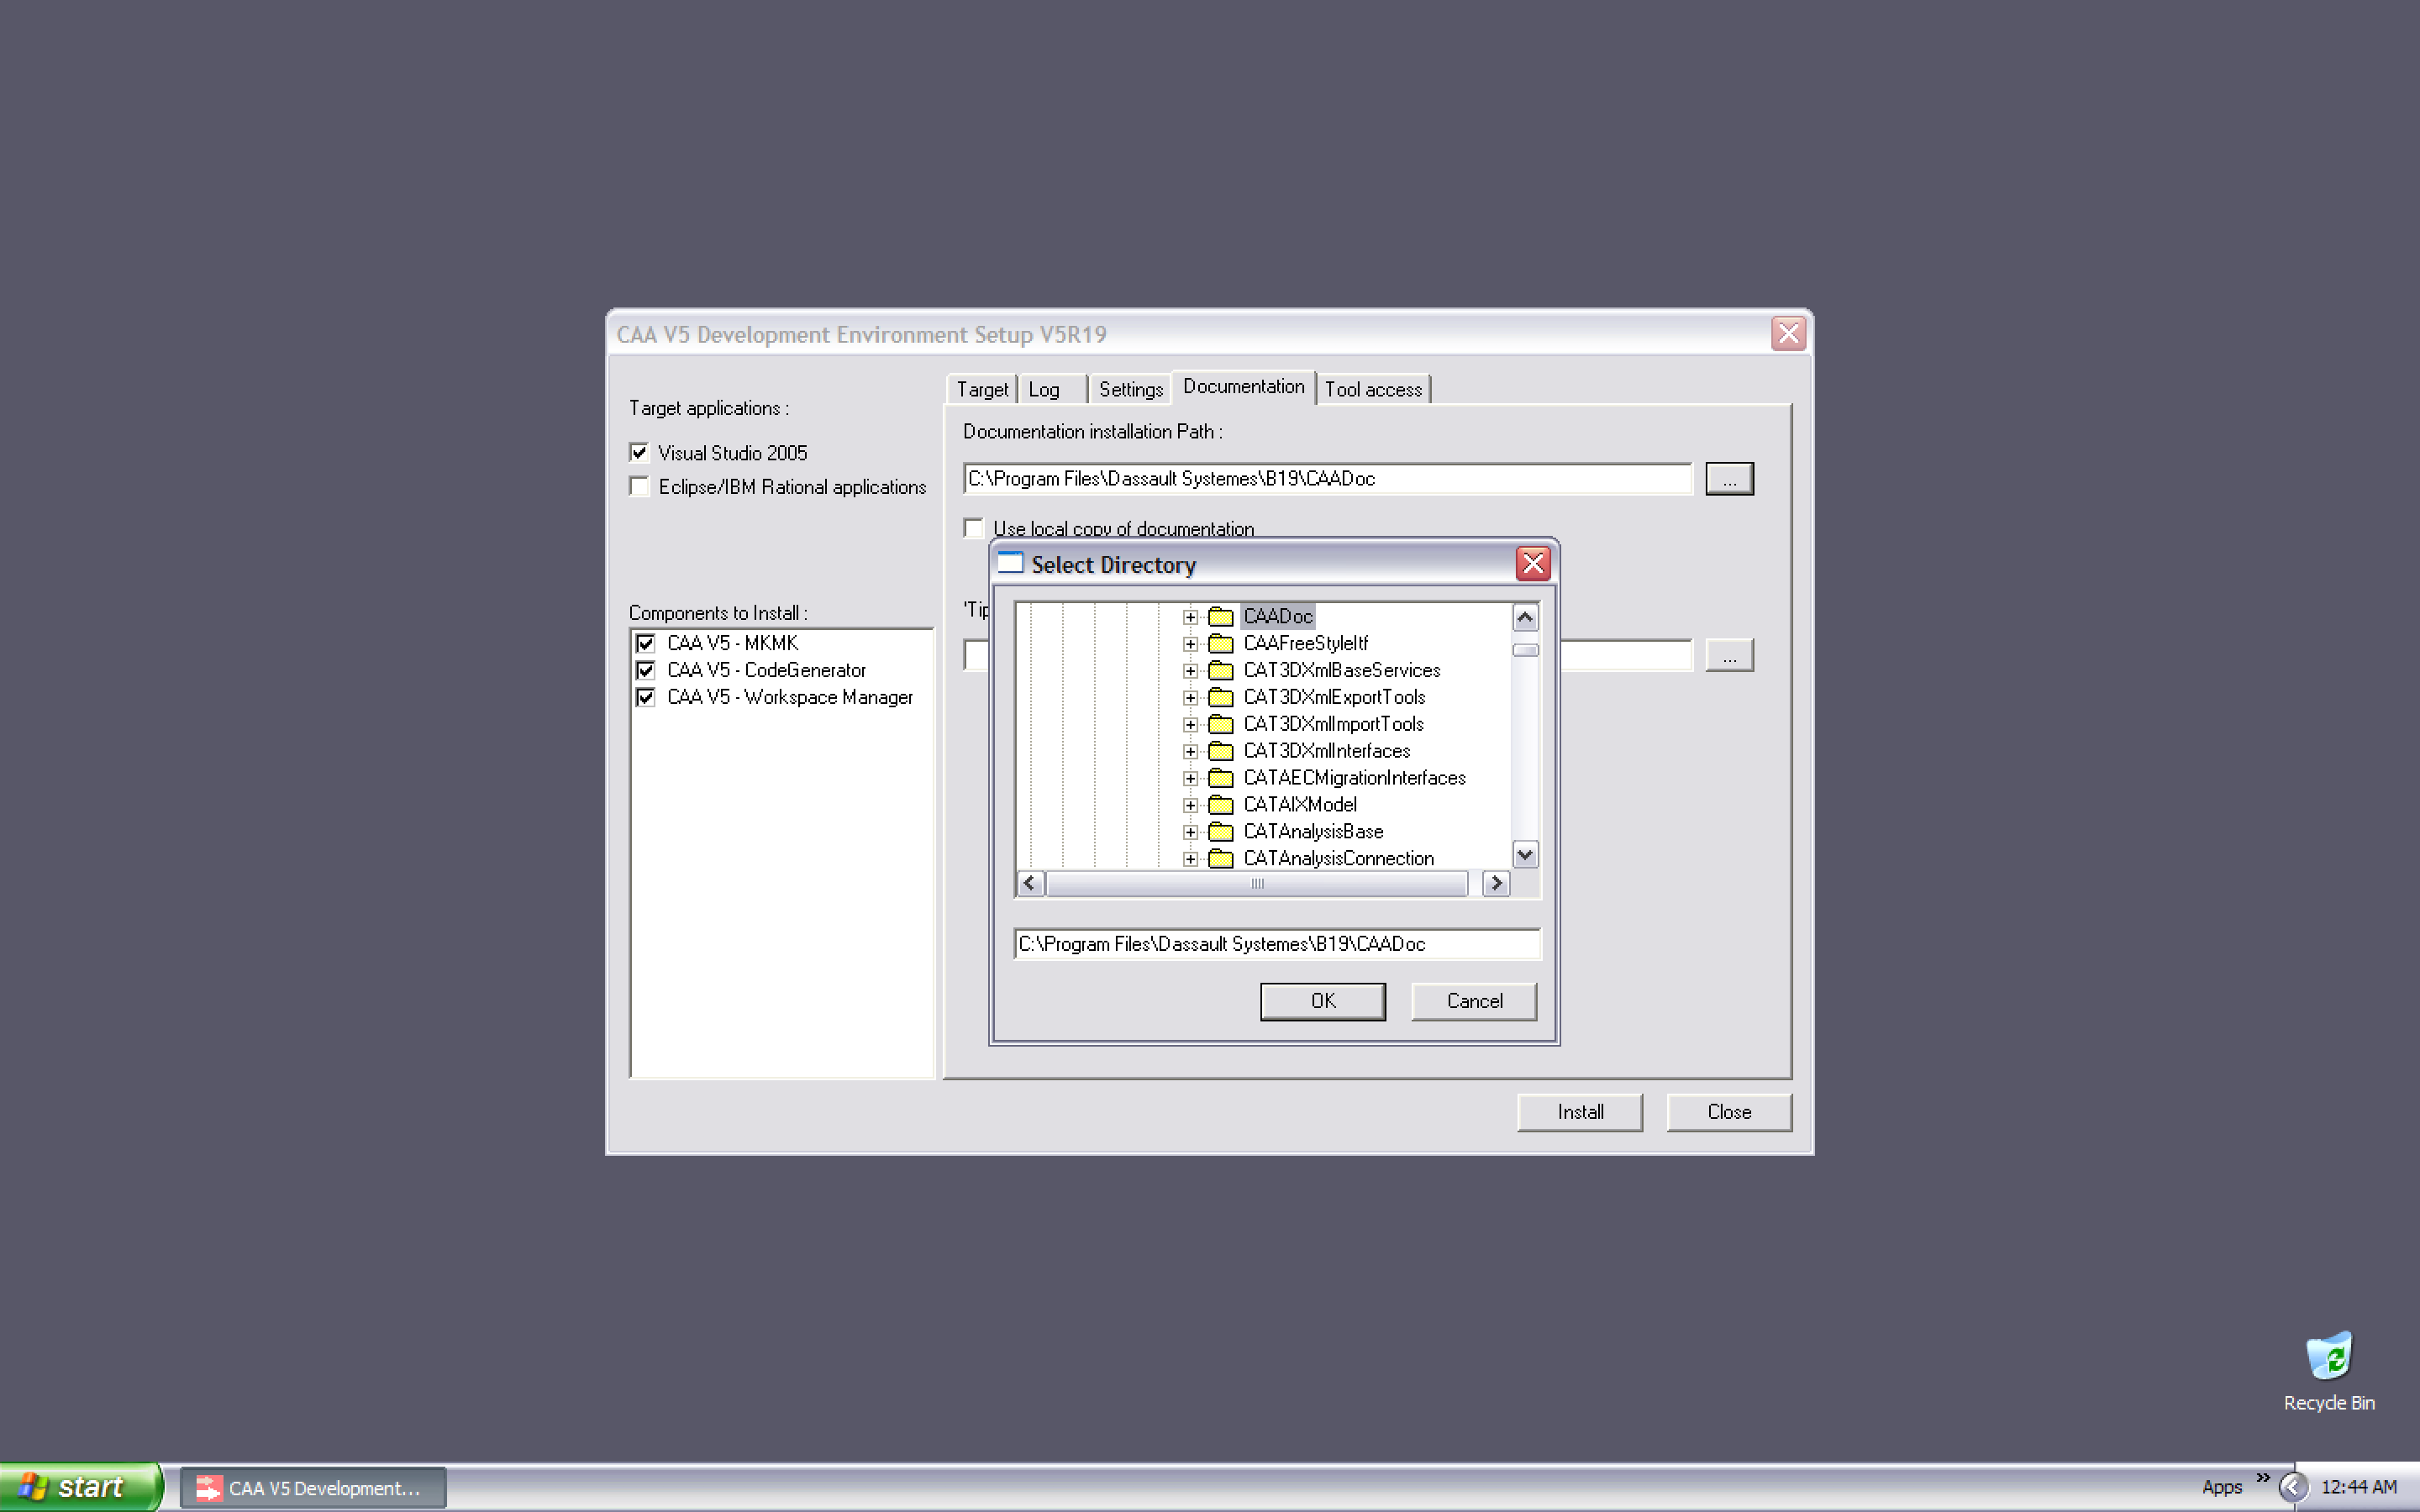 CAA V5 Development Environment Setup V5R19
Target Log Settings Documentation Tool access
Target applications :
Visual Studio 2005
Eclipse/IBM Rational applications
Documentation installation Path :
C:\Program Files\Dassault Systemes\B19\CAADoc
...
Use local copy of documentation
Components to Install :
CAA V5 - MKMK
CAA V5 - CodeGenerator
CAA V5 - Workspace Manager
'Tip
...
Select Directory
CAADoc
CAAFreeStyleItf
CAT3DXmlBaseServices
CAT3DXmlExportTools
CAT3DXmlImportTools
CAT3DXmlInterfaces
CATAECMigrationInterfaces
CATAIXModel
CATAnalysisBase
CATAnalysisConnection
C:\Program Files\Dassault Systemes\B19\CAADoc
OK Cancel
Install Close
Recycle Bin
start CAA V5 Development... Apps 12:44 AM